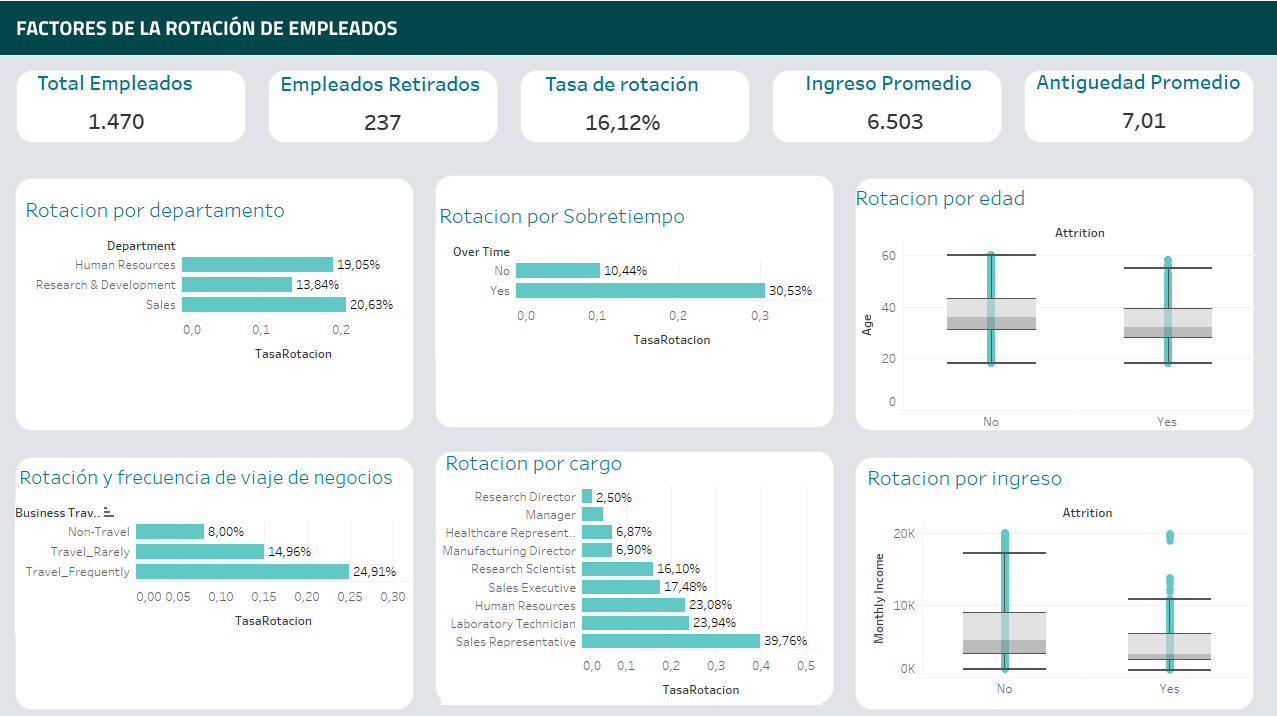 FACTORES DE LA ROTACIÓN DE EMPLEADOS
Total Empleados
1.470
Empleados Retirados
237
Tasa de rotación
16,12%
Ingreso Promedio
6.503
Antiguedad Promedio
7,01
Rotacion por departamento
Department
Human Resources 19,05%
Research & Development 13,84%
Sales 20,63%
0,0 0,1 0,2
TasaRotacion
Rotacion por Sobretiempo
Over Time
No 10,44%
Yes 30,53%
0,0 0,1 0,2 0,3
TasaRotacion
Rotacion por edad
Attrition
Age
60
40
20
0
No Yes
Rotación y frecuencia de viaje de negocios
Business Trav..
Non-Travel 8,00%
Travel_Rarely 14,96%
Travel_Frequently 24,91%
0,00 0,05 0,10 0,15 0,20 0,25 0,30
TasaRotacion
Rotacion por cargo
Research Director 2,50%
Manager
Healthcare Represent.. 6,87%
Manufacturing Director 6,90%
Research Scientist 16,10%
Sales Executive 17,48%
Human Resources 23,08%
Laboratory Technician 23,94%
Sales Representative 39,76%
0,0 0,1 0,2 0,3 0,4 0,5
TasaRotacion
Rotacion por ingreso
Attrition
Monthly Income
20K
10K
0K
No Yes